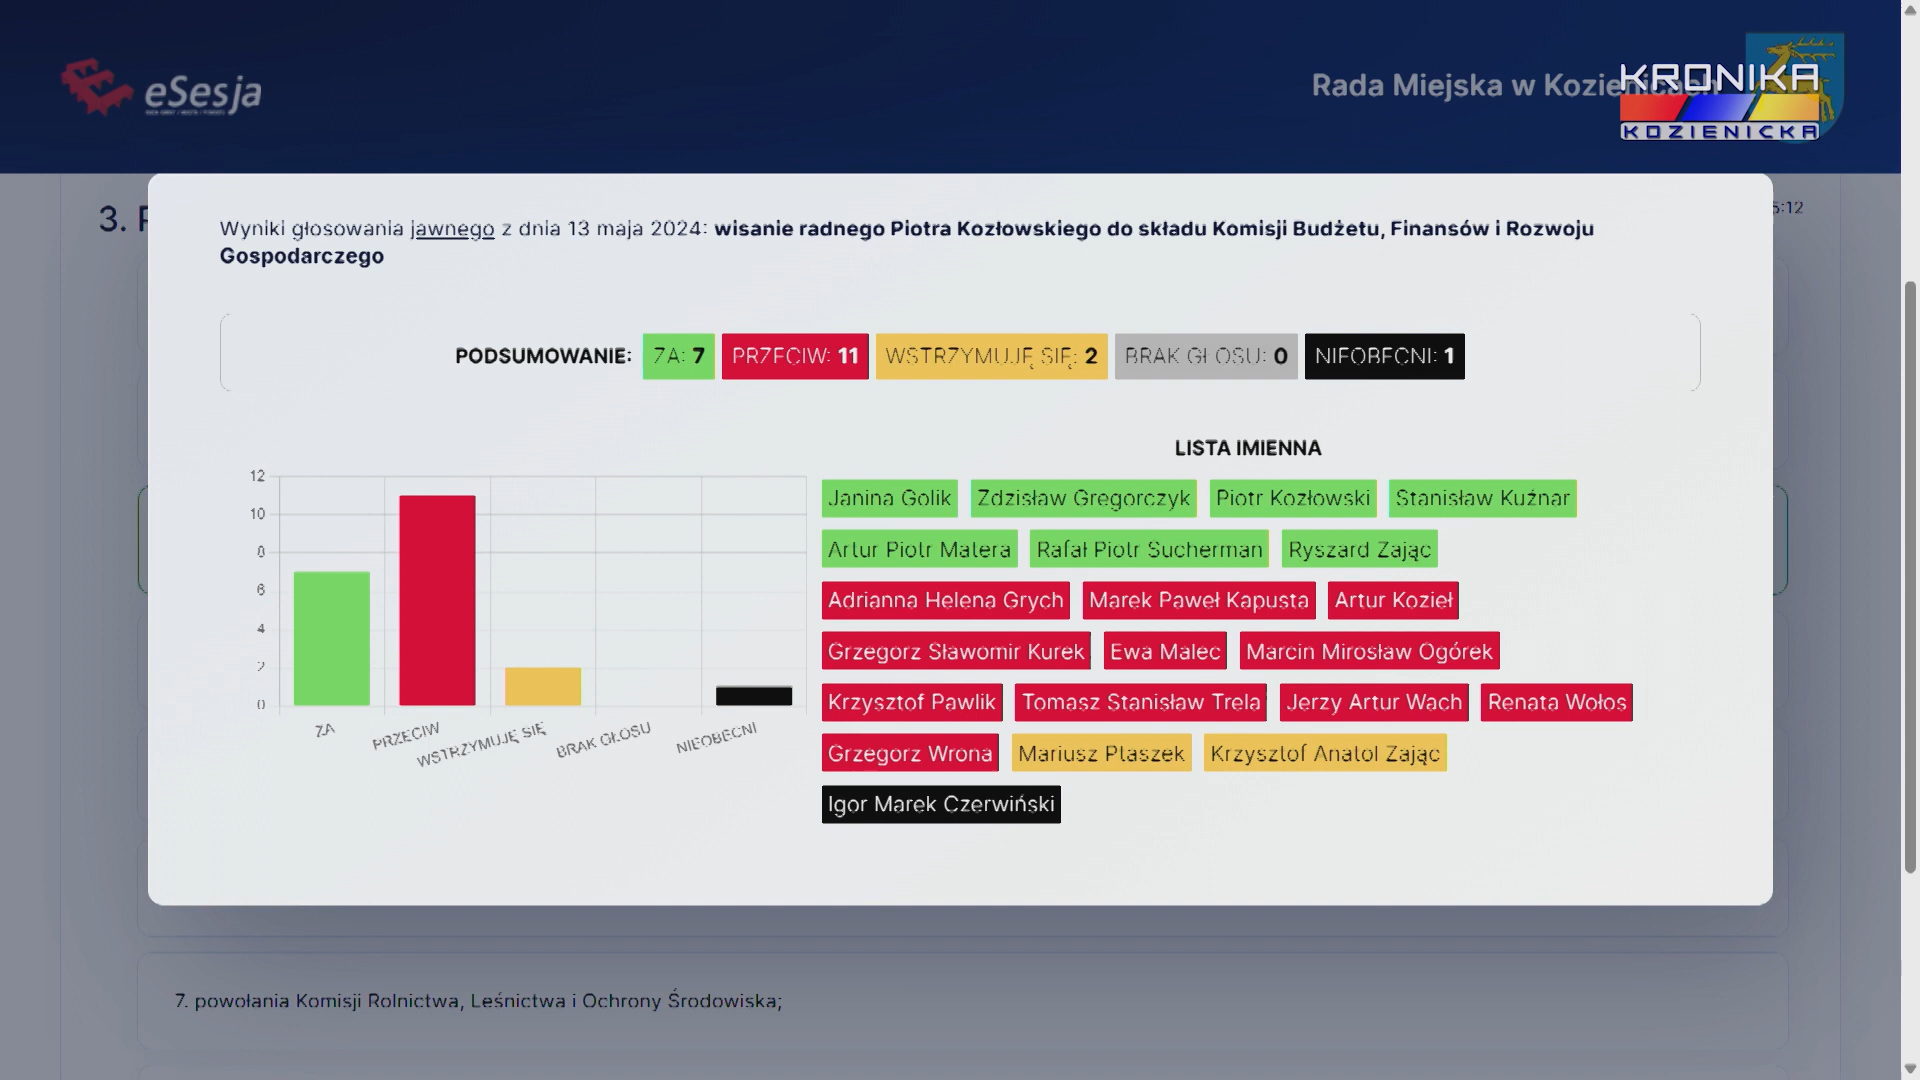 eSesja
Rada Miejska w Kozienicach
KRONIKA
KOZIENICKA
3.
5:12
Wyniki głosowania jawnego z dnia 13 maja 2024: wisanie radnego Piotra Kozłowskiego do składu Komisji Budżetu, Finansów i Rozwoju
Gospodarczego
PODSUMOWANIE: ZA: 7 PRZECIW: 11 WSTRZYMUJĘ SIĘ: 2 BRAK GŁOSU: 0 NIEOBECNI: 1
LISTA IMIENNA
12
10
8
6
4
2
0
ZA
PRZECIW
WSTRZYMUJĘ SIĘ
BRAK GŁOSU
NIEOBECNI
Janina Golik Zdzisław Gregorczyk Piotr Kozłowski Stanisław Kuźnar
Artur Piotr Matera Rafał Piotr Sucherman Ryszard Zając
Adrianna Helena Grych Marek Paweł Kapusta Artur Kozieł
Grzegorz Sławomir Kurek Ewa Malec Marcin Mirosław Ogórek
Krzysztof Pawlik Tomasz Stanisław Trela Jerzy Artur Wach Renata Wołos
Grzegorz Wrona Mariusz Ptaszek Krzysztof Anatol Zając
Igor Marek Czerwiński
7. powołania Komisji Rolnictwa, Leśnictwa i Ochrony Środowiska;